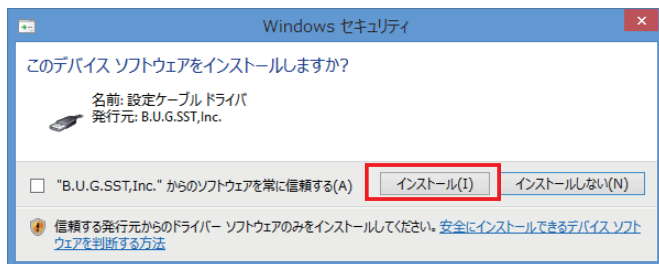 Windows セキュリティ
このデバイス ソフトウェアをインストールしますか?
名前: 設定ケーブル ドライバ
発行元: B.U.G.SST,Inc.
"B.U.G.SST,Inc." からのソフトウェアを常に信頼する(A)
インストール(I)
インストールしない(N)
信頼する発行元からのドライバー ソフトウェアのみをインストールしてください。安全にインストールできるデバイス ソフト
ウェアを判断する方法